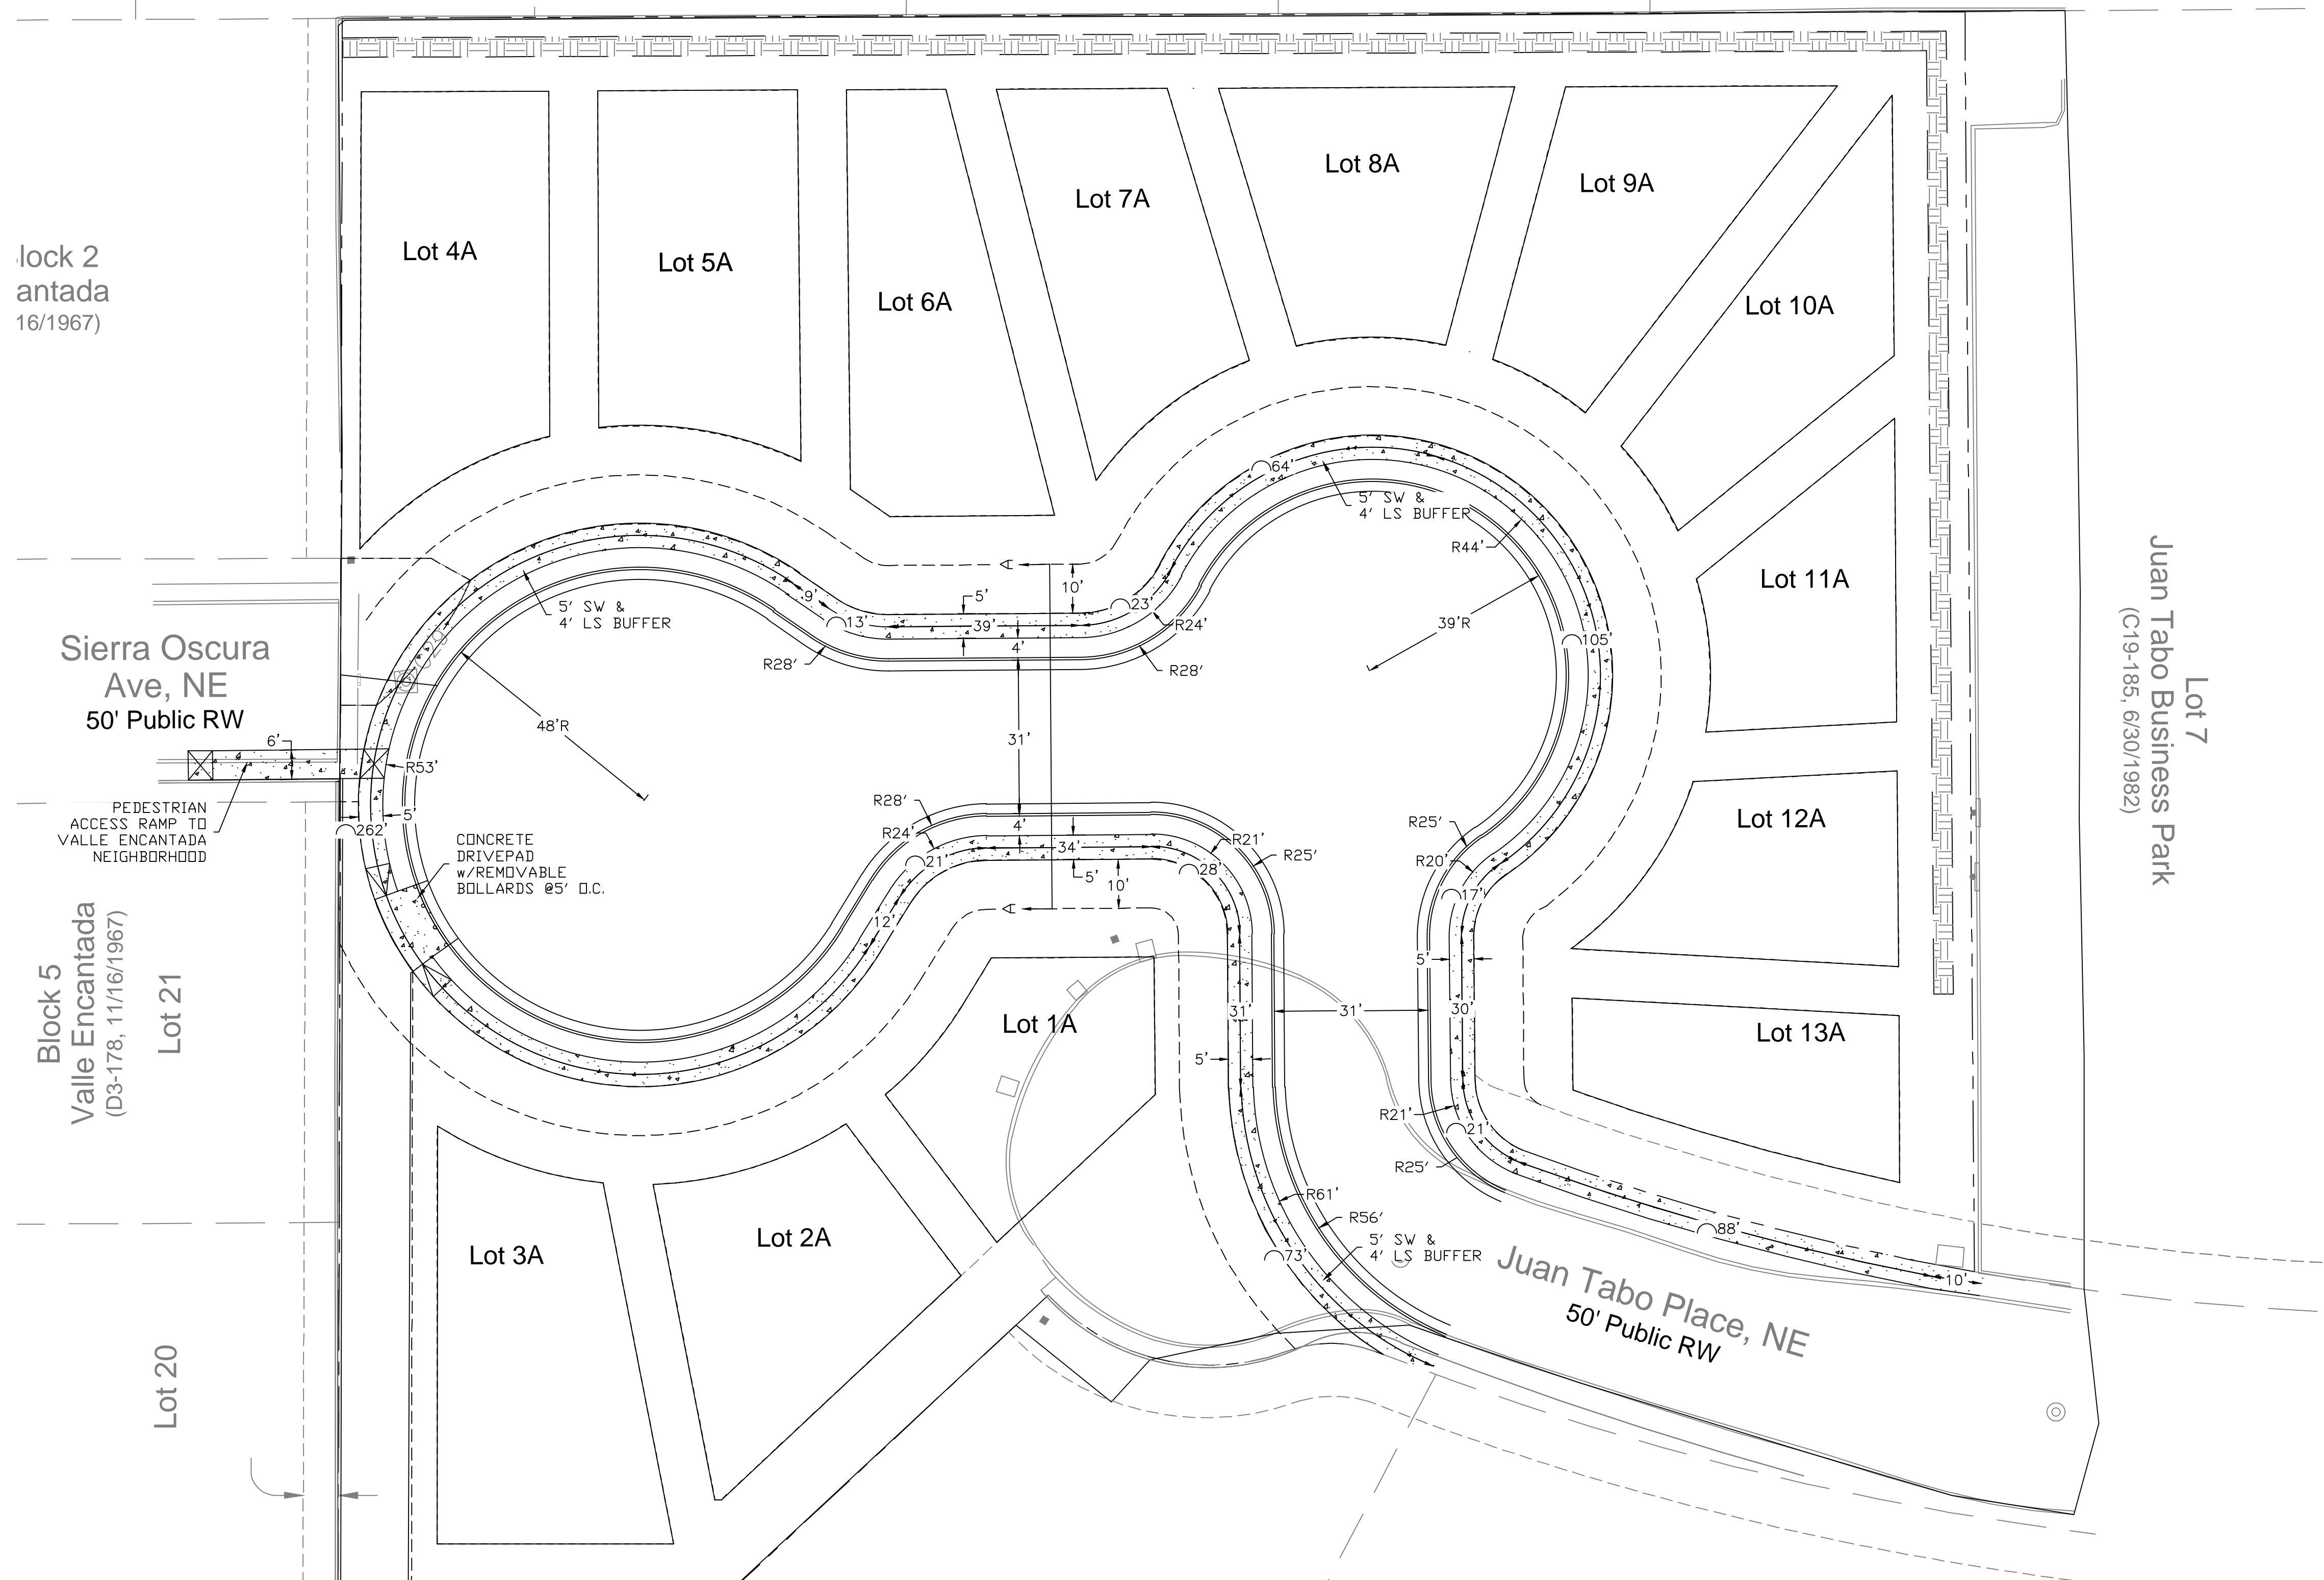 Lot 4A
Lot 5A
Lot 6A
Lot 7A
Lot 8A
Lot 9A
Lot 10A
Lot 11A
Lot 12A
Lot 13A
Lot 1A
Lot 2A
Lot 3A
lock 2
antada
16/1967)
Sierra Oscura
Ave, NE
50' Public RW
6'
PEDESTRIAN
ACCESS RAMP TO
VALLE ENCANTADA
NEIGHBORHOOD
Block 5
Valle Encantada
(D3-178, 11/16/1967)
Lot 21
Lot 20
Lot 7
Juan Tabo Business Park
(C19-185, 6/30/1982)
64'
5' SW &
4' LS BUFFER
R44'
39'R
105'
5' SW &
4' LS BUFFER
9'
13'
5'
39'
10'
23'
R24'
4'
R28'
R28'
A
48'R
31'
R53'
5'
262'
CONCRETE
DRIVEPAD
w/REMOVABLE
BOLLARDS @5' O.C.
R28'
R24'
4'
21'
34'
R21'
R25'
28'
5'
10'
12'
A
R25'
R20'
17'
5'
31'
31'
30'
5'
R21'
21'
R25'
R61'
R56'
5' SW &
4' LS BUFFER
73'
88'
10'
Juan Tabo Place, NE
50' Public RW